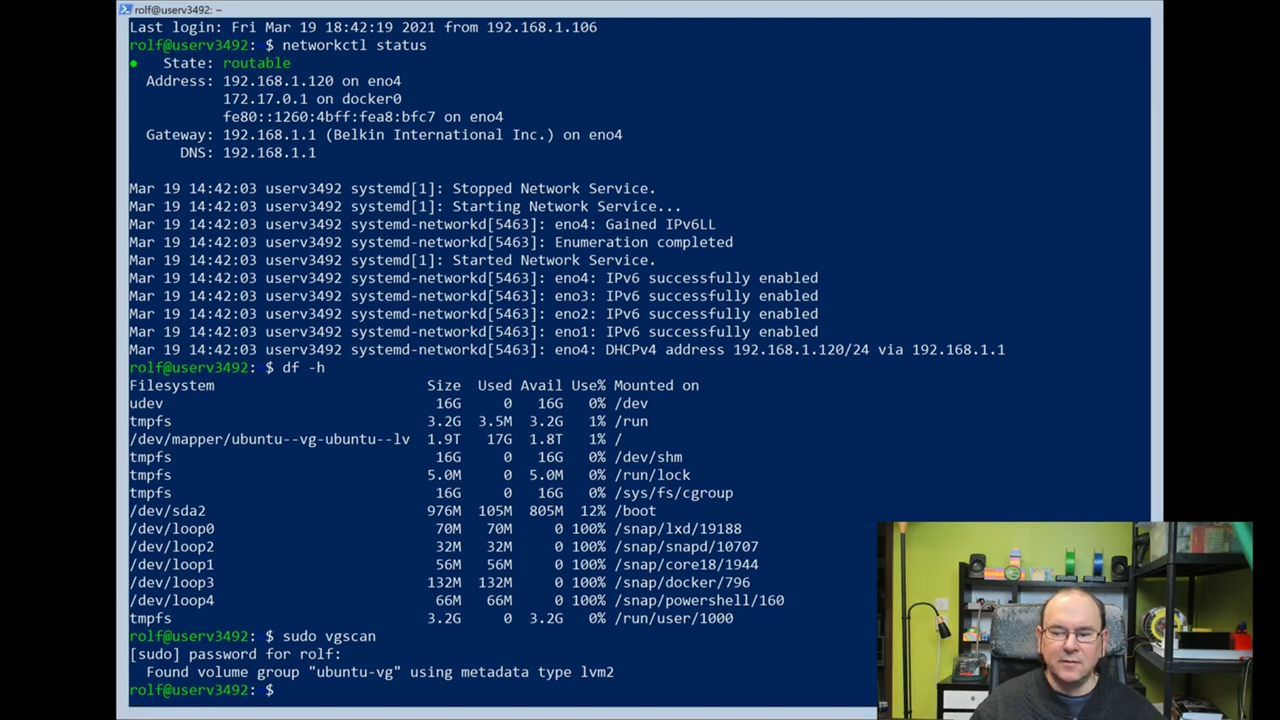 rolf@userv3492: ~
Last login: Fri Mar 19 18:42:19 2021 from 192.168.1.106
rolf@userv3492: $ networkctl status
● State: routable
Address: 192.168.1.120 on eno4
172.17.0.1 on docker0
fe80::1260:4bff:fea8:bfc7 on eno4
Gateway: 192.168.1.1 (Belkin International Inc.) on eno4
DNS: 192.168.1.1
Mar 19 14:42:03 userv3492 systemd[1]: Stopped Network Service.
Mar 19 14:42:03 userv3492 systemd[1]: Starting Network Service...
Mar 19 14:42:03 userv3492 systemd-networkd[5463]: eno4: Gained IPv6LL
Mar 19 14:42:03 userv3492 systemd-networkd[5463]: Enumeration completed
Mar 19 14:42:03 userv3492 systemd[1]: Started Network Service.
Mar 19 14:42:03 userv3492 systemd-networkd[5463]: eno4: IPv6 successfully enabled
Mar 19 14:42:03 userv3492 systemd-networkd[5463]: eno3: IPv6 successfully enabled
Mar 19 14:42:03 userv3492 systemd-networkd[5463]: eno2: IPv6 successfully enabled
Mar 19 14:42:03 userv3492 systemd-networkd[5463]: eno1: IPv6 successfully enabled
Mar 19 14:42:03 userv3492 systemd-networkd[5463]: eno4: DHCPv4 address 192.168.1.120/24 via 192.168.1.1
rolf@userv3492: $ df -h
Filesystem Size Used Avail Use% Mounted on
udev 16G 0 16G 0% /dev
tmpfs 3.2G 3.5M 3.2G 1% /run
/dev/mapper/ubuntu--vg-ubuntu--lv 1.9T 17G 1.8T 1% /
tmpfs 16G 0 16G 0% /dev/shm
tmpfs 5.0M 0 5.0M 0% /run/lock
tmpfs 16G 0 16G 0% /sys/fs/cgroup
/dev/sda2 976M 105M 805M 12% /boot
/dev/loop0 70M 70M 0 100% /snap/lxd/19188
/dev/loop2 32M 32M 0 100% /snap/snapd/10707
/dev/loop1 56M 56M 0 100% /snap/core18/1944
/dev/loop3 132M 132M 0 100% /snap/docker/796
/dev/loop4 66M 66M 0 100% /snap/powershell/160
tmpfs 3.2G 0 3.2G 0% /run/user/1000
rolf@userv3492: $ sudo vgscan
[sudo] password for rolf:
Found volume group "ubuntu-vg" using metadata type lvm2
rolf@userv3492: $